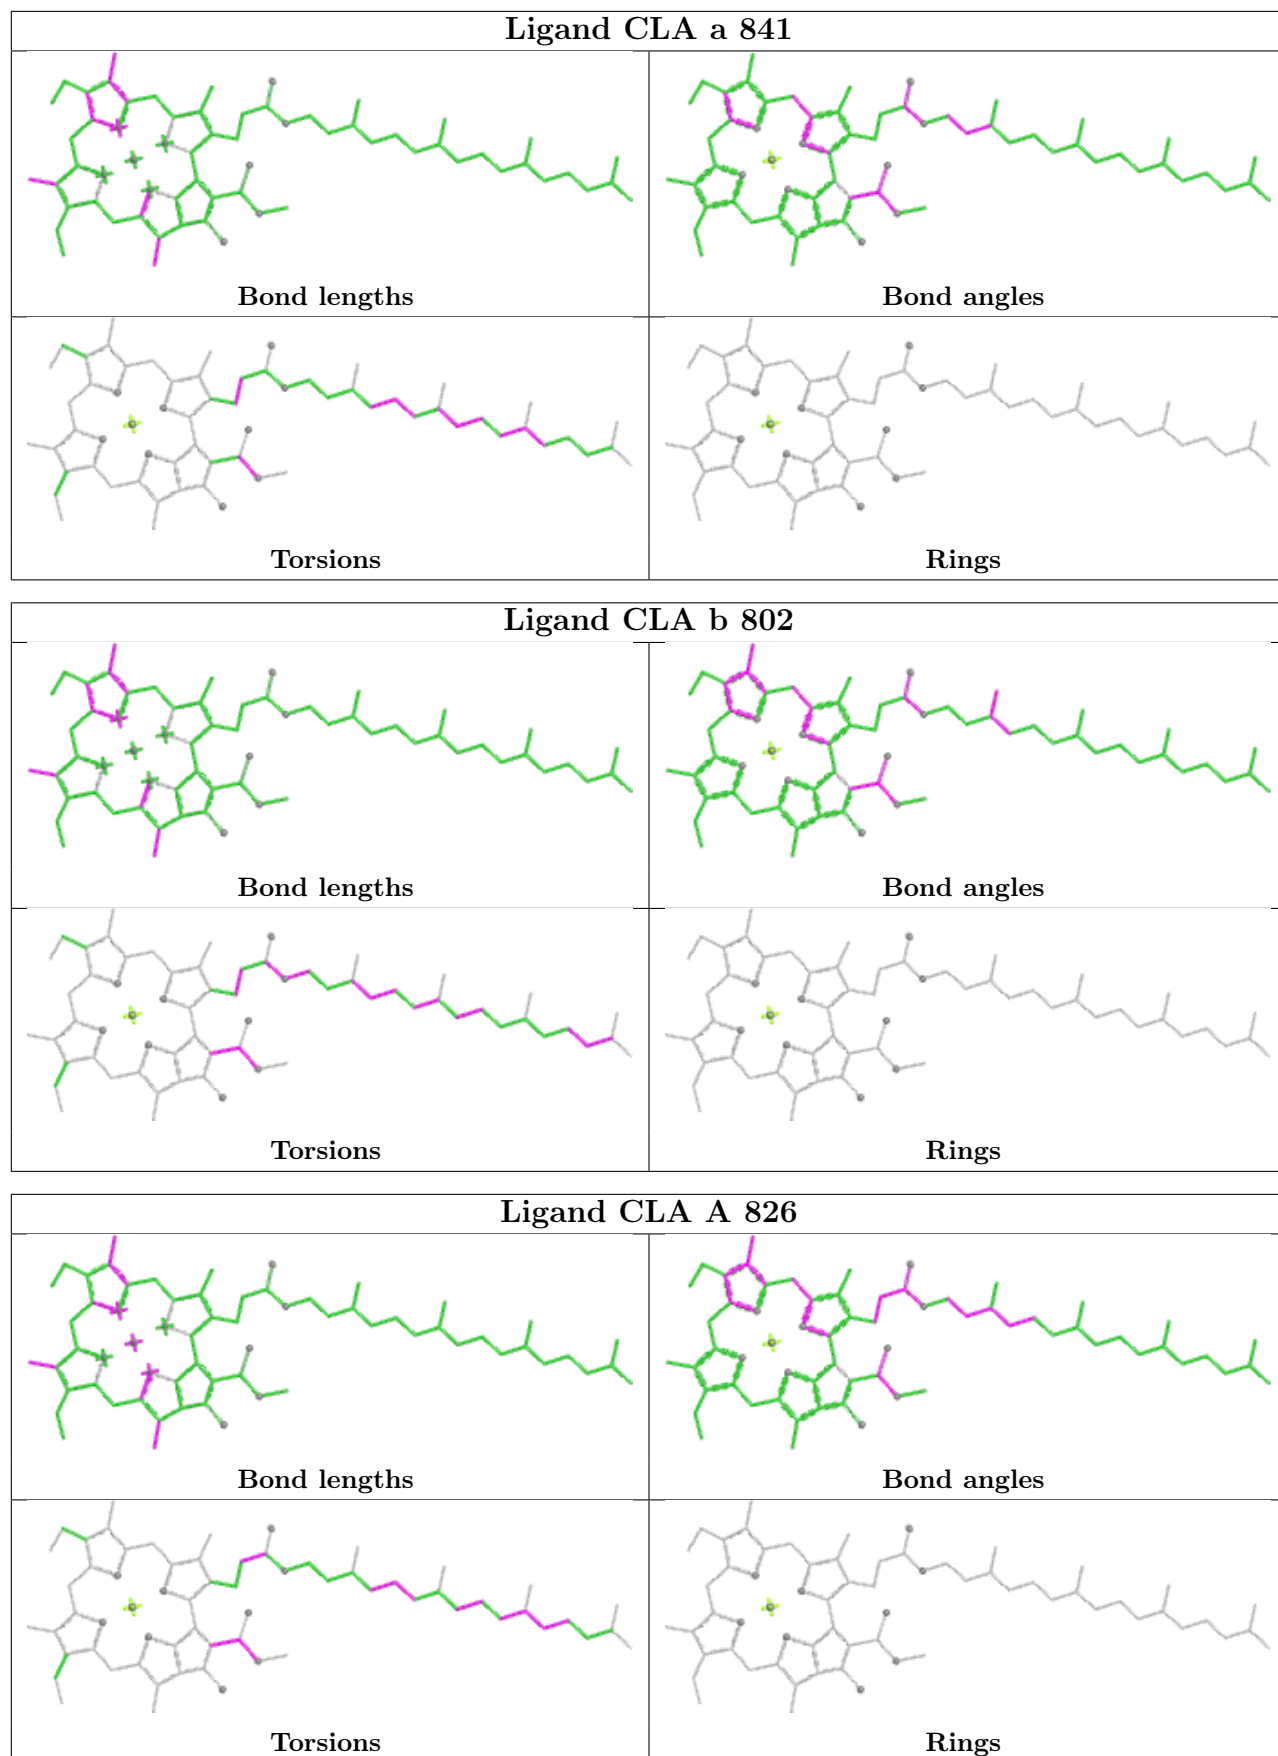 Ligand CLA a 841
Bond lengths
Bond angles
Torsions
Rings
Ligand CLA b 802
Bond lengths
Bond angles
Torsions
Rings
Ligand CLA A 826
Bond lengths
Bond angles
Torsions
Rings